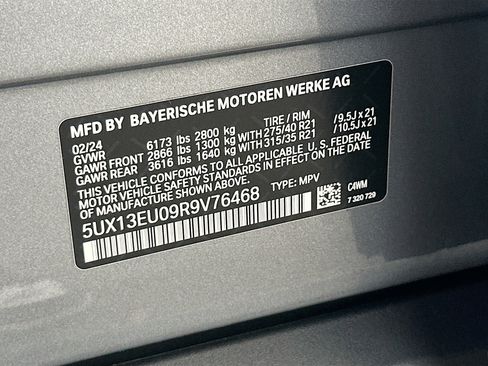 MFD BY BAYERISCHE MOTOREN WERKE AG
02/24 TIRE / RIM
GVWR 6173 lbs 2800 kg
GAWR FRONT 2866 lbs 1300 kg WITH 275/40 R21 / 9.5J x 21
GAWR REAR 3616 lbs 1640 kg WITH 315/35 R21 / 10.5J x 21
THIS VEHICLE CONFORMS TO ALL APPLICABLE U.S. FEDERAL
MOTOR VEHICLE SAFETY STANDARDS IN EFFECT ON THE
DATE OF MANUFACTURE SHOWN ABOVE.
5UX13EU09R9V76468 TYPE: MPV
C4WM
7 320 729